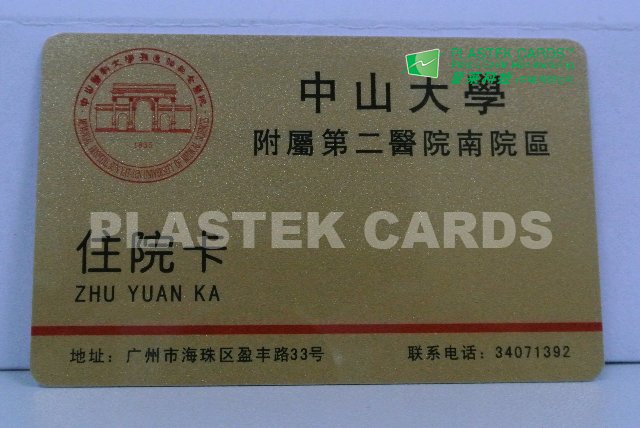 PLASTEK CARDS™
中山大學
附屬第二醫院南院區
1835
PLASTEK CARDS
住院卡
ZHU YUAN KA
地址：广州市海珠区盈丰路33号
联系电话：34071392